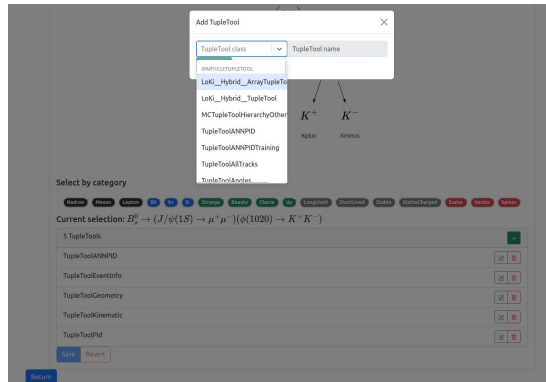 Add TupleTool
TupleTool class
TupleTool name
IPARTICLETUPLETOOL
LoKi__Hybrid__ArrayTupleTo
LoKi__Hybrid__TupleTool
MCTupleToolHierarchyOther
TupleToolANNPID
TupleToolANNPIDTraining
TupleToolAllTracks
TupleToolAngles
K⁺ K⁻
Kplus Kminus
Select by category
Hadron Meson Lepton X0 X+ X- Strange Beauty Charm Up LongLived ShortLived Stable StableCharged Scalar Vector Spinor
Current selection: B⁰ₛ → (J/ψ(1S) → μ⁺μ⁻)(ϕ(1020) → K⁺K⁻)
5 TupleTools
+
TupleToolANNPID
TupleToolEventInfo
TupleToolGeometry
TupleToolKinematic
TupleToolPid
Save Revert
Return